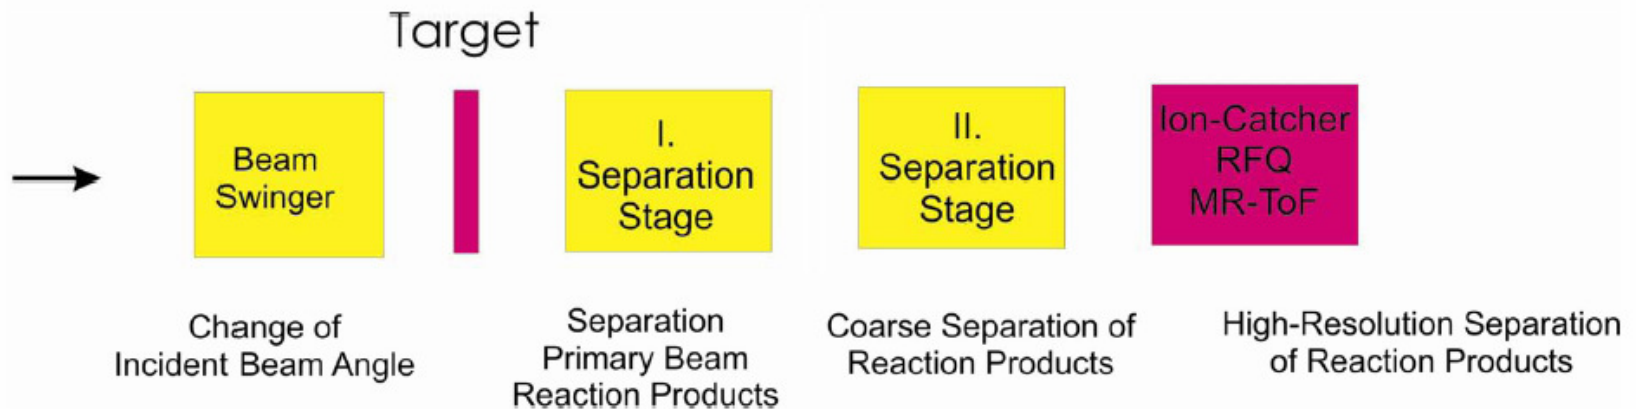 Target
Beam
Swinger
I.
Separation
Stage
II.
Separation
Stage
Ion-Catcher
RFQ
MR-ToF
Change of
Incident Beam Angle
Separation
Primary Beam
Reaction Products
Coarse Separation of
Reaction Products
High-Resolution Separation
of Reaction Products